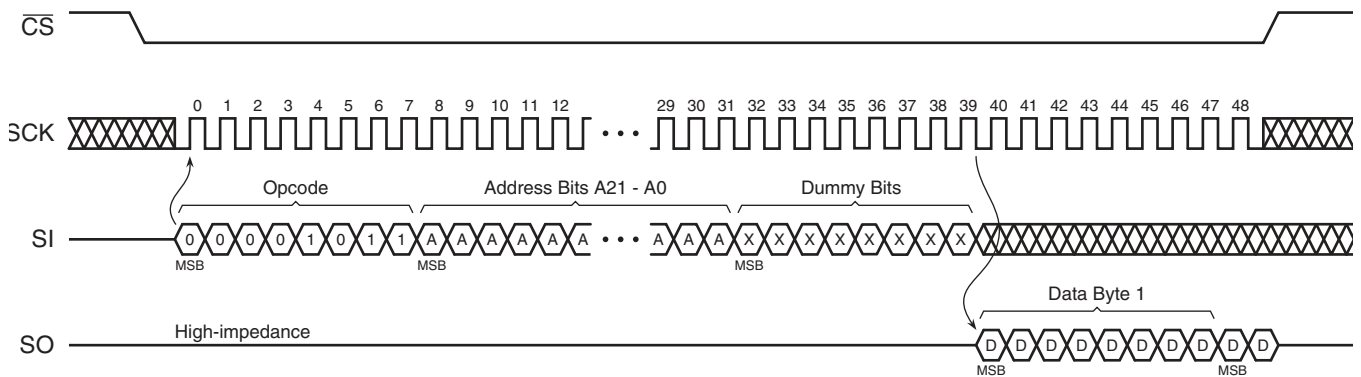 CS
0 1 2 3 4 5 6 7 8 9 10 11 12 29 30 31 32 33 34 35 36 37 38 39 40 41 42 43 44 45 46 47 48
SCK
Opcode Address Bits A21 - A0 Dummy Bits
SI 0 0 0 0 1 0 1 1 A A A A A A A A A X X X X X X X X
MSB MSB MSB
Data Byte 1
High-impedance
SO D D D D D D D D D D
MSB MSB